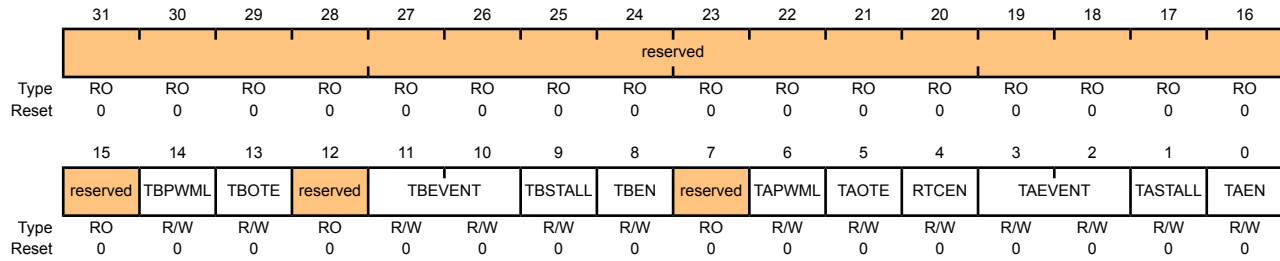 31 30 29 28 27 26 25 24 23 22 21 20 19 18 17 16
reserved
Type RO RO RO RO RO RO RO RO RO RO RO RO RO RO RO RO
Reset 0 0 0 0 0 0 0 0 0 0 0 0 0 0 0 0
15 14 13 12 11 10 9 8 7 6 5 4 3 2 1 0
reserved TBPWML TBOTE reserved TBEVENT TBSTALL TBEN reserved TAPWML TAOTE RTCEN TAEVENT TASTALL TAEN
Type RO R/W R/W RO R/W R/W R/W R/W RO R/W R/W R/W R/W R/W R/W R/W
Reset 0 0 0 0 0 0 0 0 0 0 0 0 0 0 0 0